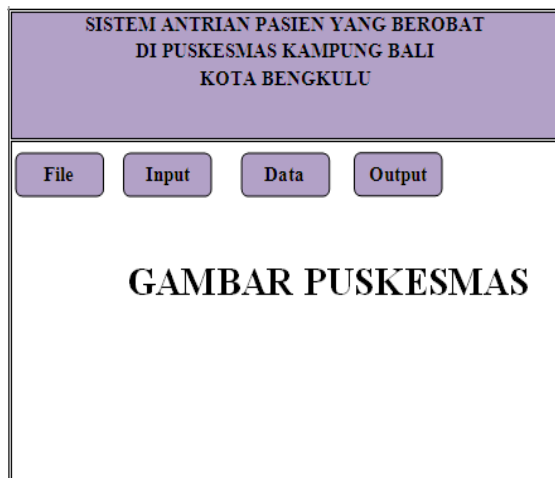 SISTEM ANTRIAN PASIEN YANG BEROBAT
DI PUSKESMAS KAMPUNG BALI
KOTA BENGKULU
File Input Data Output
GAMBAR PUSKESMAS